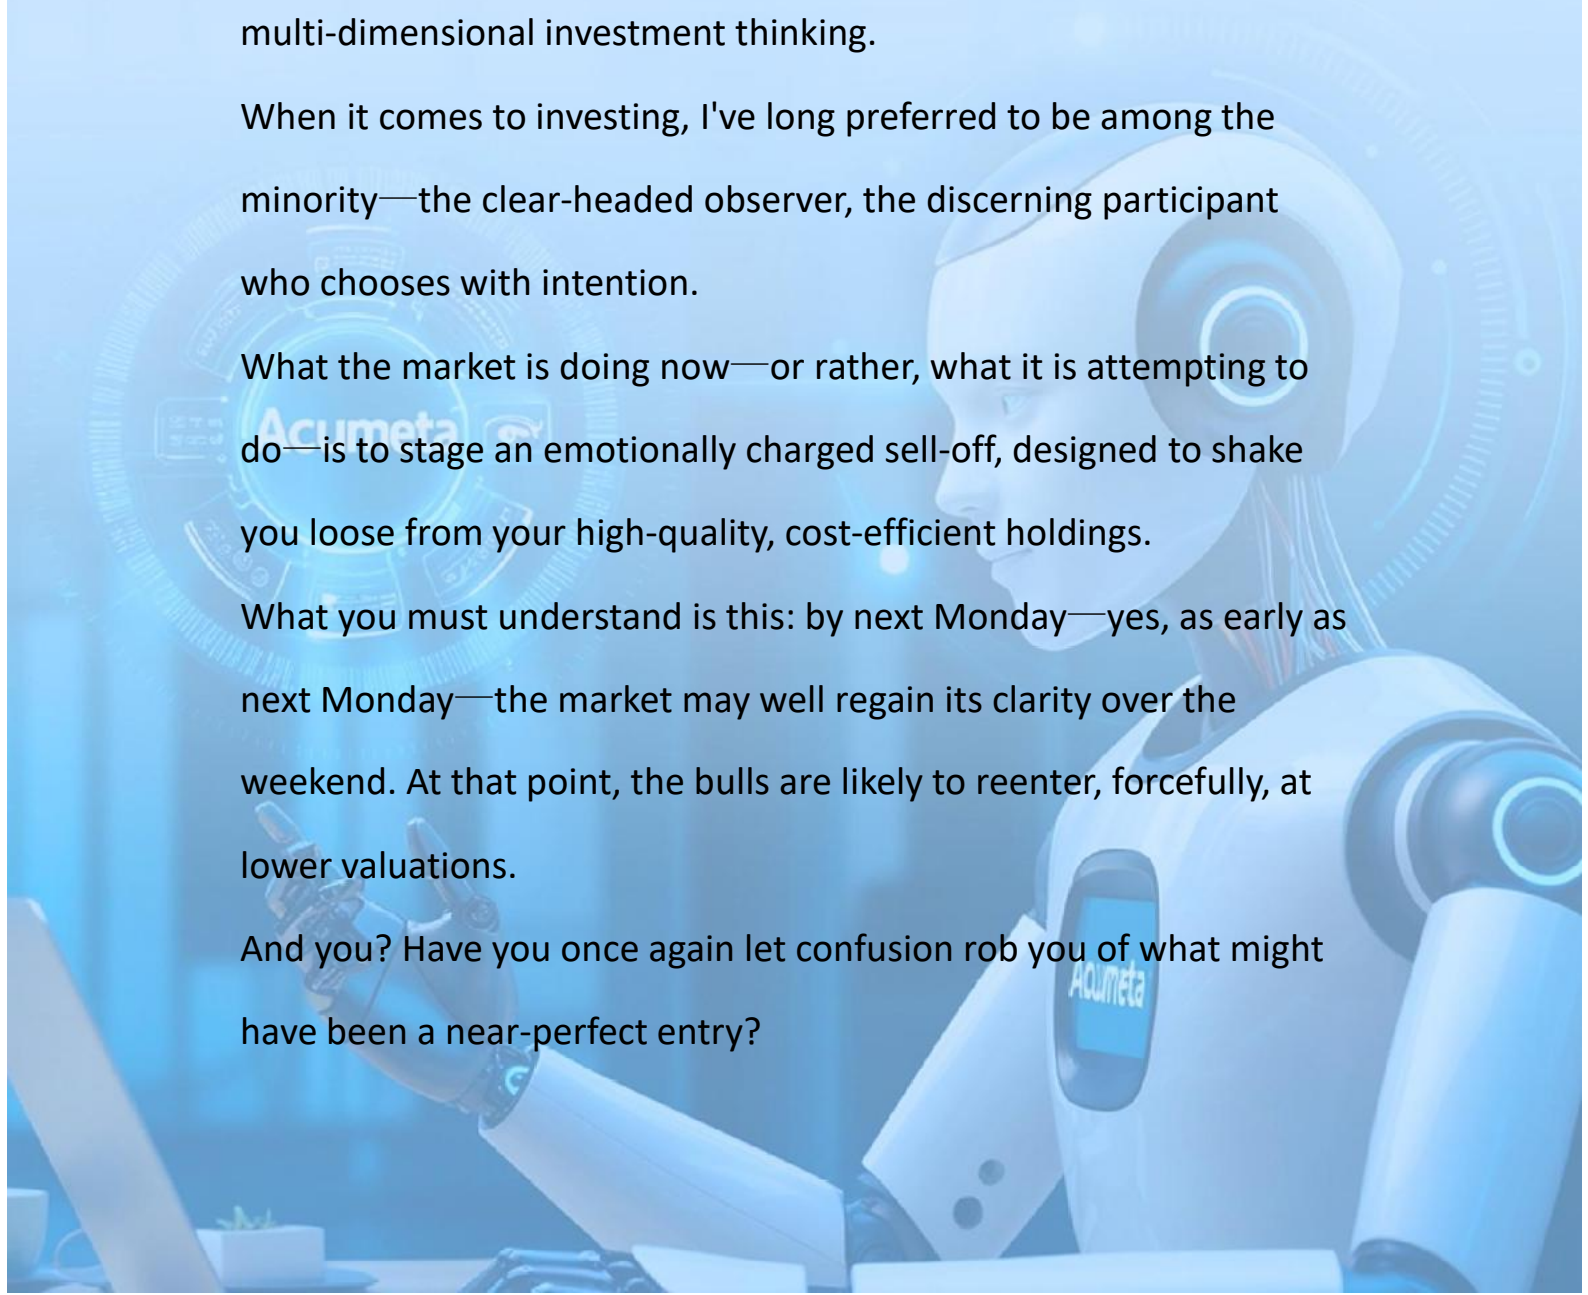 multi-dimensional investment thinking.
When it comes to investing, I've long preferred to be among the
minority—the clear-headed observer, the discerning participant
who chooses with intention.
What the market is doing now—or rather, what it is attempting to
Acumeta
do—is to stage an emotionally charged sell-off, designed to shake
you loose from your high-quality, cost-efficient holdings.
What you must understand is this: by next Monday—yes, as early as
next Monday—the market may well regain its clarity over the
weekend. At that point, the bulls are likely to reenter, forcefully, at
lower valuations.
And you? Have you once again let confusion rob you of what might
Acumeta
have been a near-perfect entry?